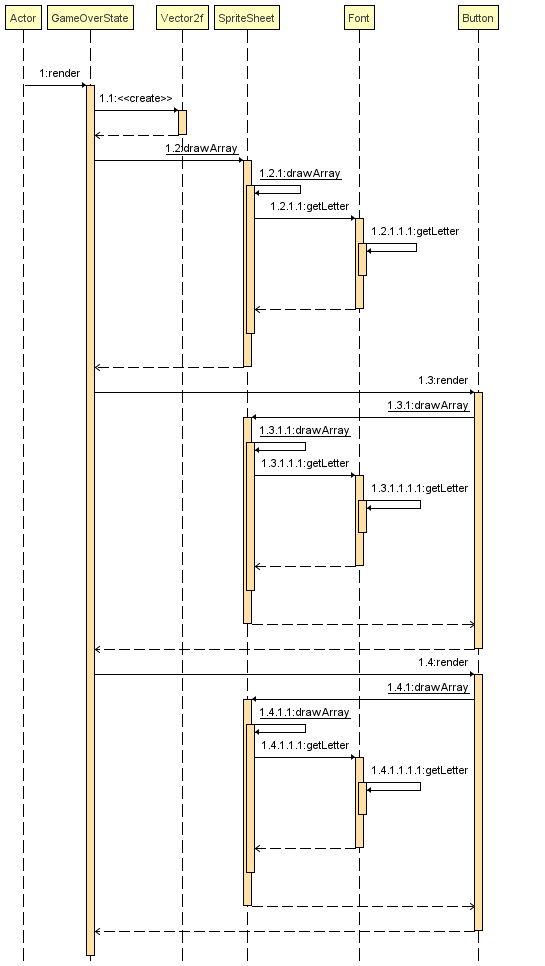 Actor GameOverState Vector2f SpriteSheet Font Button
1:render
1.1:<<create>>
1.2:drawArray
1.2.1:drawArray
1.2.1.1:getLetter
1.2.1.1.1:getLetter
1.3:render
1.3.1:drawArray
1.3.1.1:drawArray
1.3.1.1.1:getLetter
1.3.1.1.1.1:getLetter
1.4:render
1.4.1:drawArray
1.4.1.1:drawArray
1.4.1.1.1:getLetter
1.4.1.1.1.1:getLetter